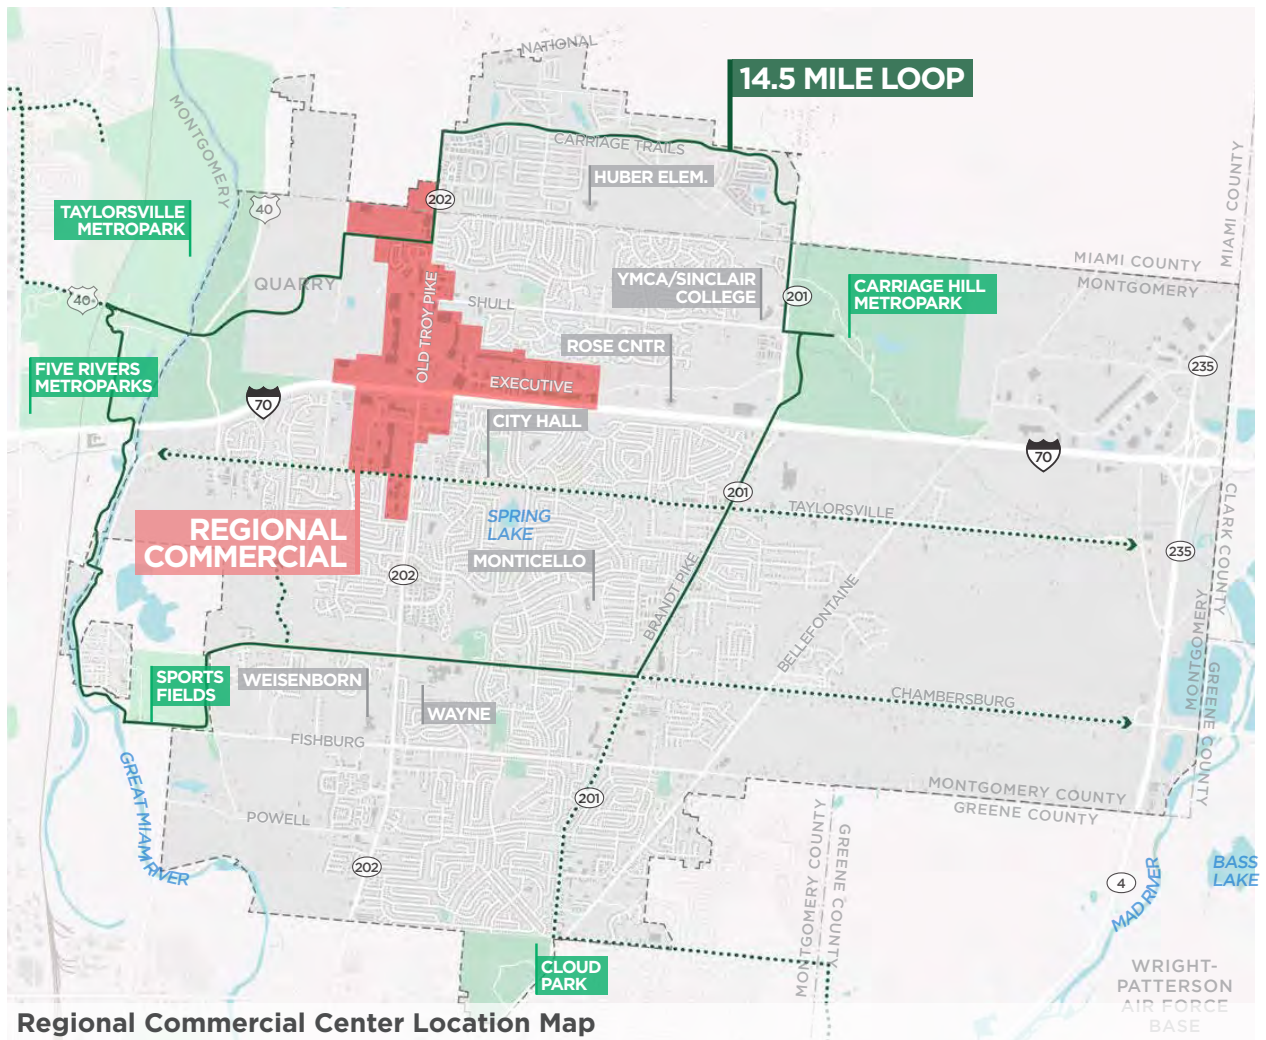 NATIONAL
14.5 MILE LOOP
MONTGOMERY
CARRIAGE TRAILS
MIAMI COUNTY
HUBER ELEM.
202
40
TAYLORSVILLE
METROPARK
MIAMI COUNTY
MONTGOMERY
QUARRY
OLD TROY PIKE
SHULL
YMCA/SINCLAIR
COLLEGE
201
CARRIAGE HILL
METROPARK
40
ROSE CNTR
235
FIVE RIVERS
METROPARKS
EXECUTIVE
70
CITY HALL
70
201
TAYLORSVILLE
CLARK COUNTY
REGIONAL
COMMERCIAL
SPRING
LAKE
235
MONTICELLO
202
BRANDT PIKE
BELLEFONTAINE
MONTGOMERY
GREENE COUNTY
SPORTS
FIELDS
WEISENBORN
WAYNE
CHAMBERSBURG
FISHBURG
GREAT MIAMI
RIVER
201
MONTGOMERY COUNTY
GREENE COUNTY
POWELL
202
MONTGOMERY COUNTY
GREENE COUNTY
4
MAD RIVER
BASS
LAKE
CLOUD
PARK
WRIGHT-
PATTERSON
AIR FORCE
BASE
Regional Commercial Center Location Map